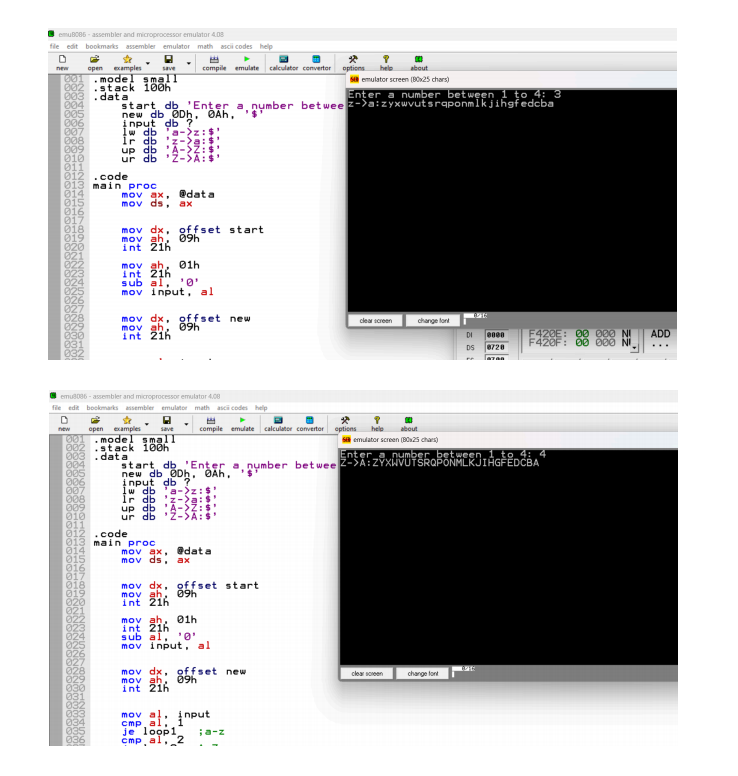 emu8086 - assembler and microprocessor emulator 4.08
file edit bookmarks assembler emulator math ascii codes help
new open examples save compile emulate calculator convertor options help about
emulator screen (80x25 chars)
Enter a number between 1 to 4: 3
z->a:zyxwvutsrqponmlkjihgfedcba
001 .model small
002 .stack 100h
003 .data
004 start db 'Enter a number betwee
005 new db 0Dh, 0Ah, '$'
006 input db ?
007 lw db 'a->z:$'
008 lr db 'z->a:$'
009 up db 'A->Z:$'
010 ur db 'Z->A:$'
011
012 .code
013 main proc
014 mov ax, @data
015 mov ds, ax
016
017
018 mov dx, offset start
019 mov ah, 09h
020 int 21h
021
022 mov ah, 01h
023 int 21h
024 sub al, '0'
025 mov input, al
026
027
028 mov dx, offset new
029 mov ah, 09h
030 int 21h
031
032
clear screen change font 0/16
DI 0000 F420E: 00 000 NI ADD
DS 0720 F420F: 00 000 NI ...
emu8086 - assembler and microprocessor emulator 4.08
file edit bookmarks assembler emulator math ascii codes help
new open examples save compile emulate calculator convertor options help about
emulator screen (80x25 chars)
Enter a number between 1 to 4: 4
Z->A:ZYXWVUTSRQPONMLKJIHGFEDCBA
001 .model small
002 .stack 100h
003 .data
004 start db 'Enter a number betwee
005 new db 0Dh, 0Ah, '$'
006 input db ?
007 lw db 'a->z:$'
008 lr db 'z->a:$'
009 up db 'A->Z:$'
010 ur db 'Z->A:$'
011
012 .code
013 main proc
014 mov ax, @data
015 mov ds, ax
016
017
018 mov dx, offset start
019 mov ah, 09h
020 int 21h
021
022 mov ah, 01h
023 int 21h
024 sub al, '0'
025 mov input, al
026
027
028 mov dx, offset new
029 mov ah, 09h
030 int 21h
031
032
033 mov al, input
034 cmp al, 1
035 je loop1 ;a-z
036 cmp al, 2
clear screen change font 0/16